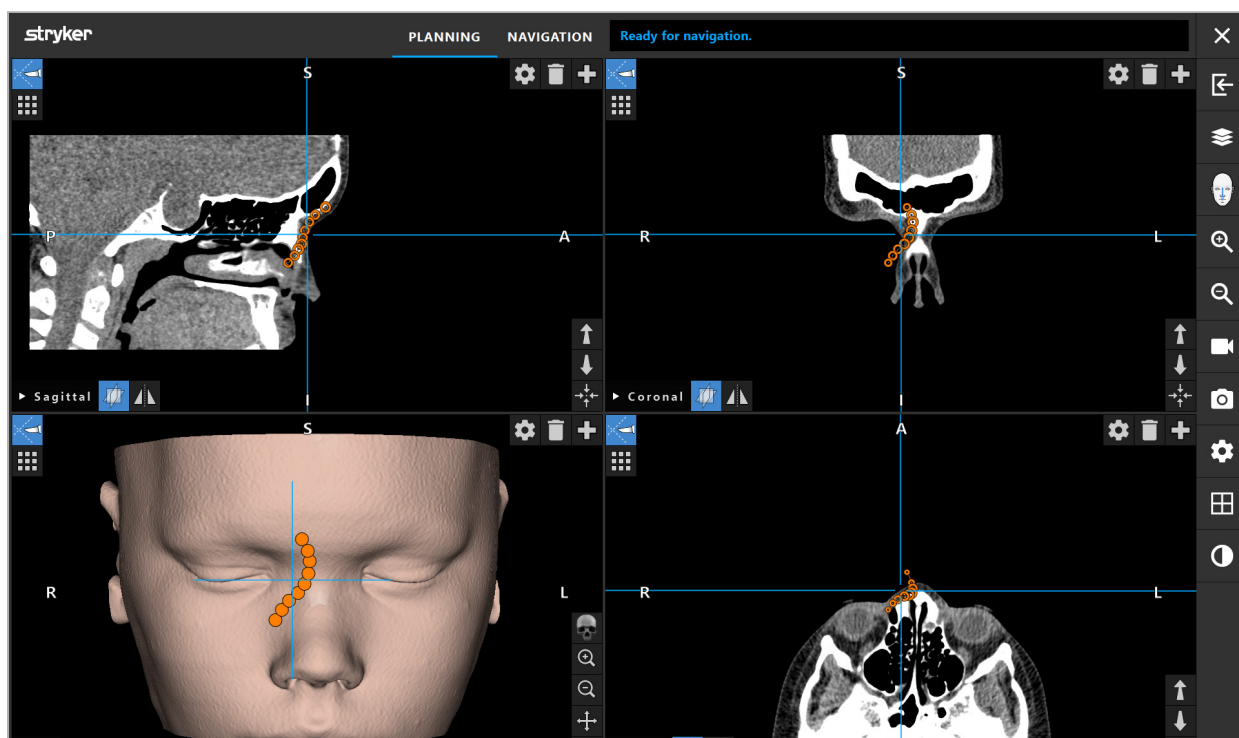 stryker PLANNING NAVIGATION Ready for navigation.
S S
P A R L
Sagittal I Coronal I
S A
R L R L